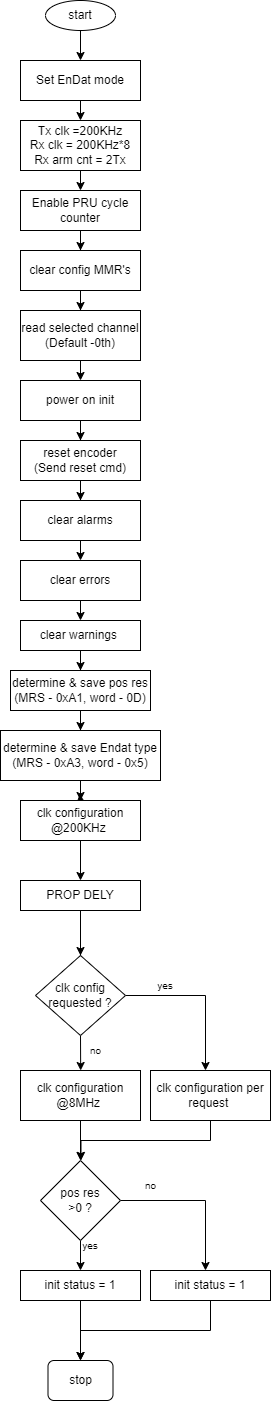 start
Set EnDat mode
Tx clk =200KHz
Rx clk = 200KHz*8
Rx arm cnt = 2Tx
Enable PRU cycle
counter
clear config MMR's
read selected channel
(Default -0th)
power on init
reset encoder
(Send reset cmd)
clear alarms
clear errors
clear warnings
determine & save pos res
(MRS - 0xA1, word - 0D)
determine & save Endat type
(MRS - 0xA3, word - 0x5)
clk configuration
@200KHz
PROP DELY
clk config
requested ?
yes
no
clk configuration
@8MHz
clk configuration per
request
pos res
>0 ?
no
yes
init status = 1
init status = 1
stop